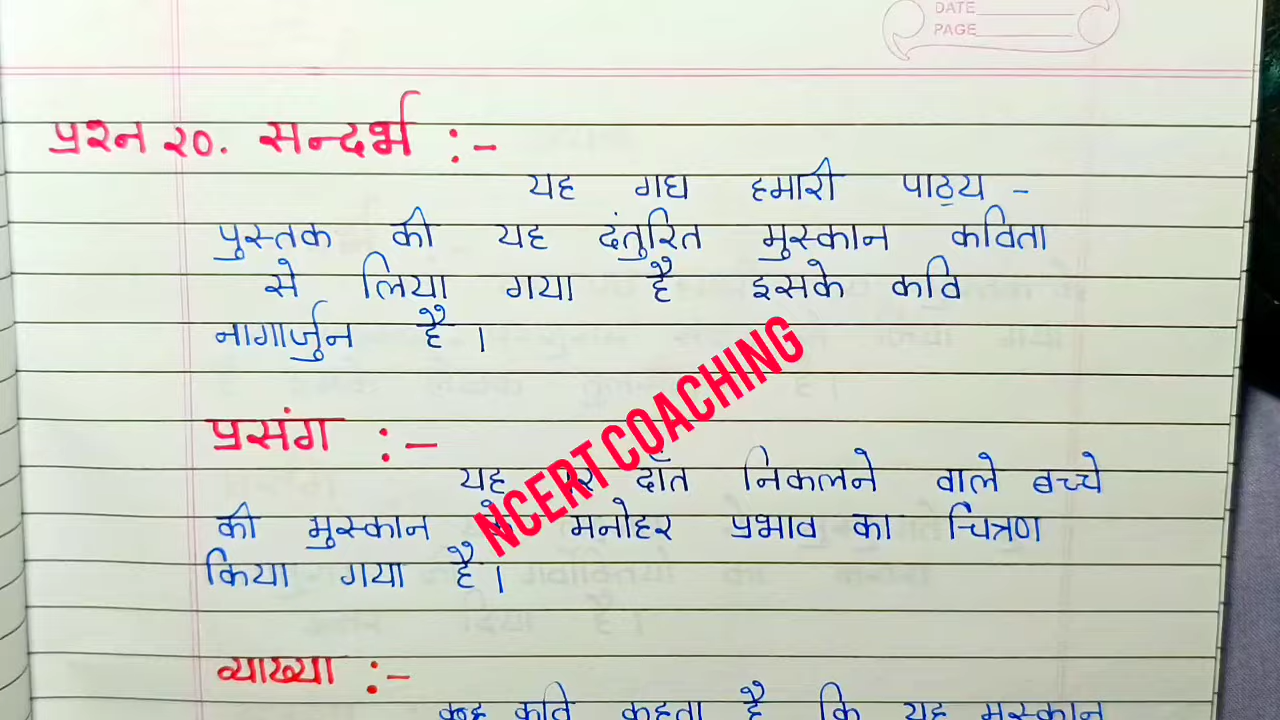 DATE
PAGE
प्रश्न २०. सन्दर्भ :-
यह गद्य हमारी पाठ्य -
पुस्तक की यह दंतुरित मुस्कान कविता
से लिया गया है इसके कवि
नागार्जुन है ।
NCERT COACHING
प्रसंग :-
यह पर दाँत निकलने वाले बच्चे
की मुस्कान के मनोहर प्रभाव का चित्रण
किया गया है ।
व्याख्या :-
कवि कहता है कि यह मुस्कान